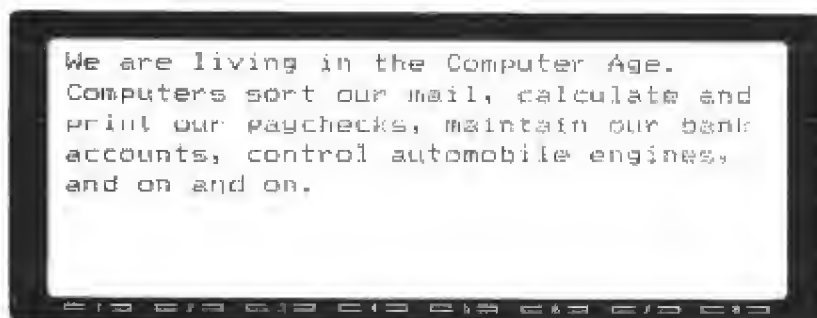 We are living in the Computer Age.
Computers sort our mail, calculate and
print our paychecks, maintain our bank
accounts, control automobile engines,
and on and on.